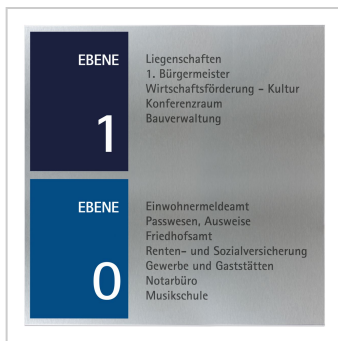 EBENE
1
Liegenschaften
1. Bürgermeister
Wirtschaftsförderung - Kultur
Konferenzraum
Bauverwaltung
EBENE
0
Einwohnermeldeamt
Passwesen, Ausweise
Friedhofsamt
Renten- und Sozialversicherung
Gewerbe und Gaststätten
Notarbüro
Musikschule